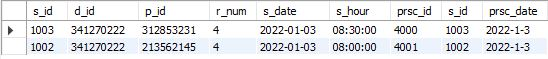 s_id d_id p_id r_num s_date s_hour prsc_id s_id prsc_date
1003 341270222 312853231 4 2022-01-03 08:30:00 4000 1003 2022-1-3
1002 341270222 213562145 4 2022-01-03 08:00:00 4001 1002 2022-1-3